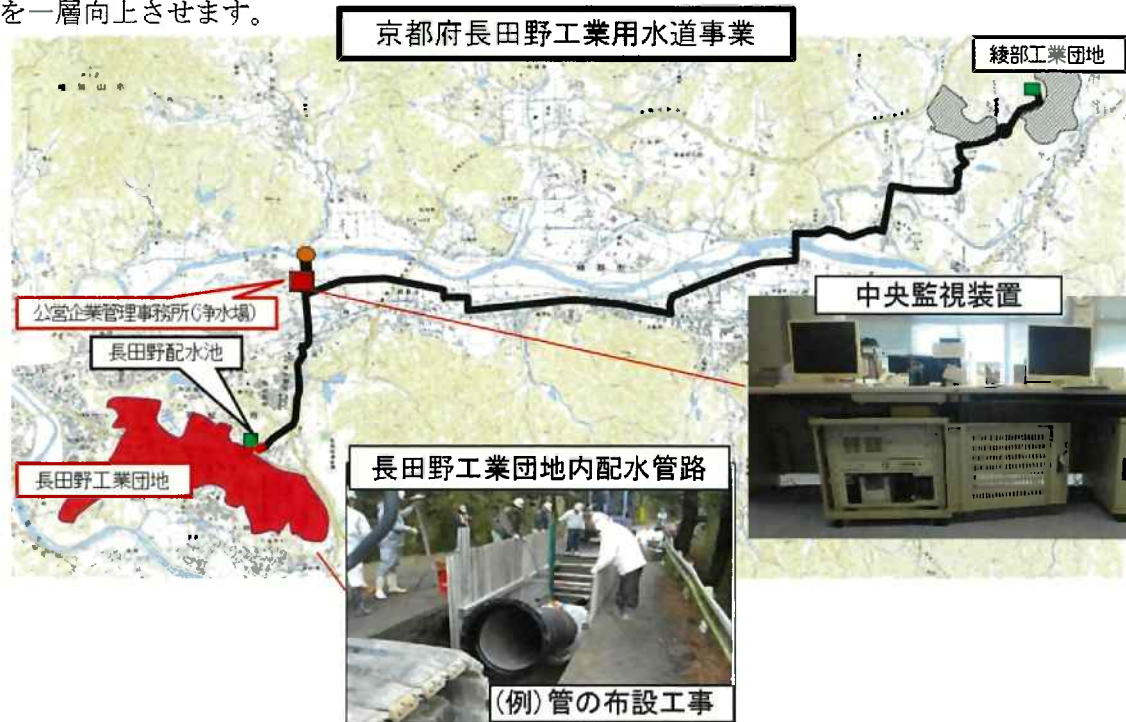 を一層向上させます。
京都府長田野工業用水道事業
綾部工業団地
公営企業管理事務所(浄水場)
中央監視装置
長田野配水池
長田野工業団地内配水管路
長田野工業団地
(例)管の布設工事